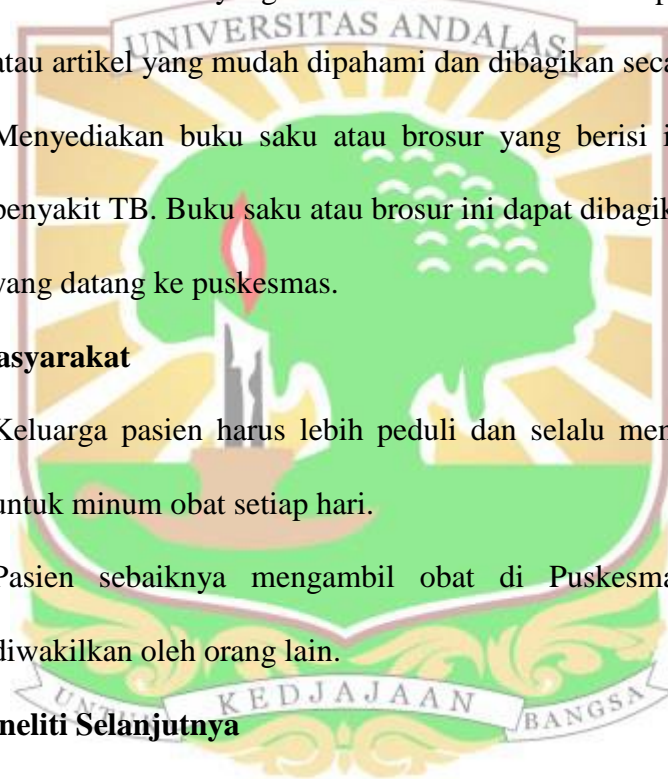 UNIVERSITAS ANDALAS
atau artikel yang mudah dipahami dan dibagikan seca
Menyediakan buku saku atau brosur yang berisi i
penyakit TB. Buku saku atau brosur ini dapat dibagik
yang datang ke puskesmas.
asyarakat
Keluarga pasien harus lebih peduli dan selalu men
untuk minum obat setiap hari.
Pasien sebaiknya mengambil obat di Puskesma
diwakilkan oleh orang lain.
UNTUK KEDJAJAAN BANGSA
neliti Selanjutnya